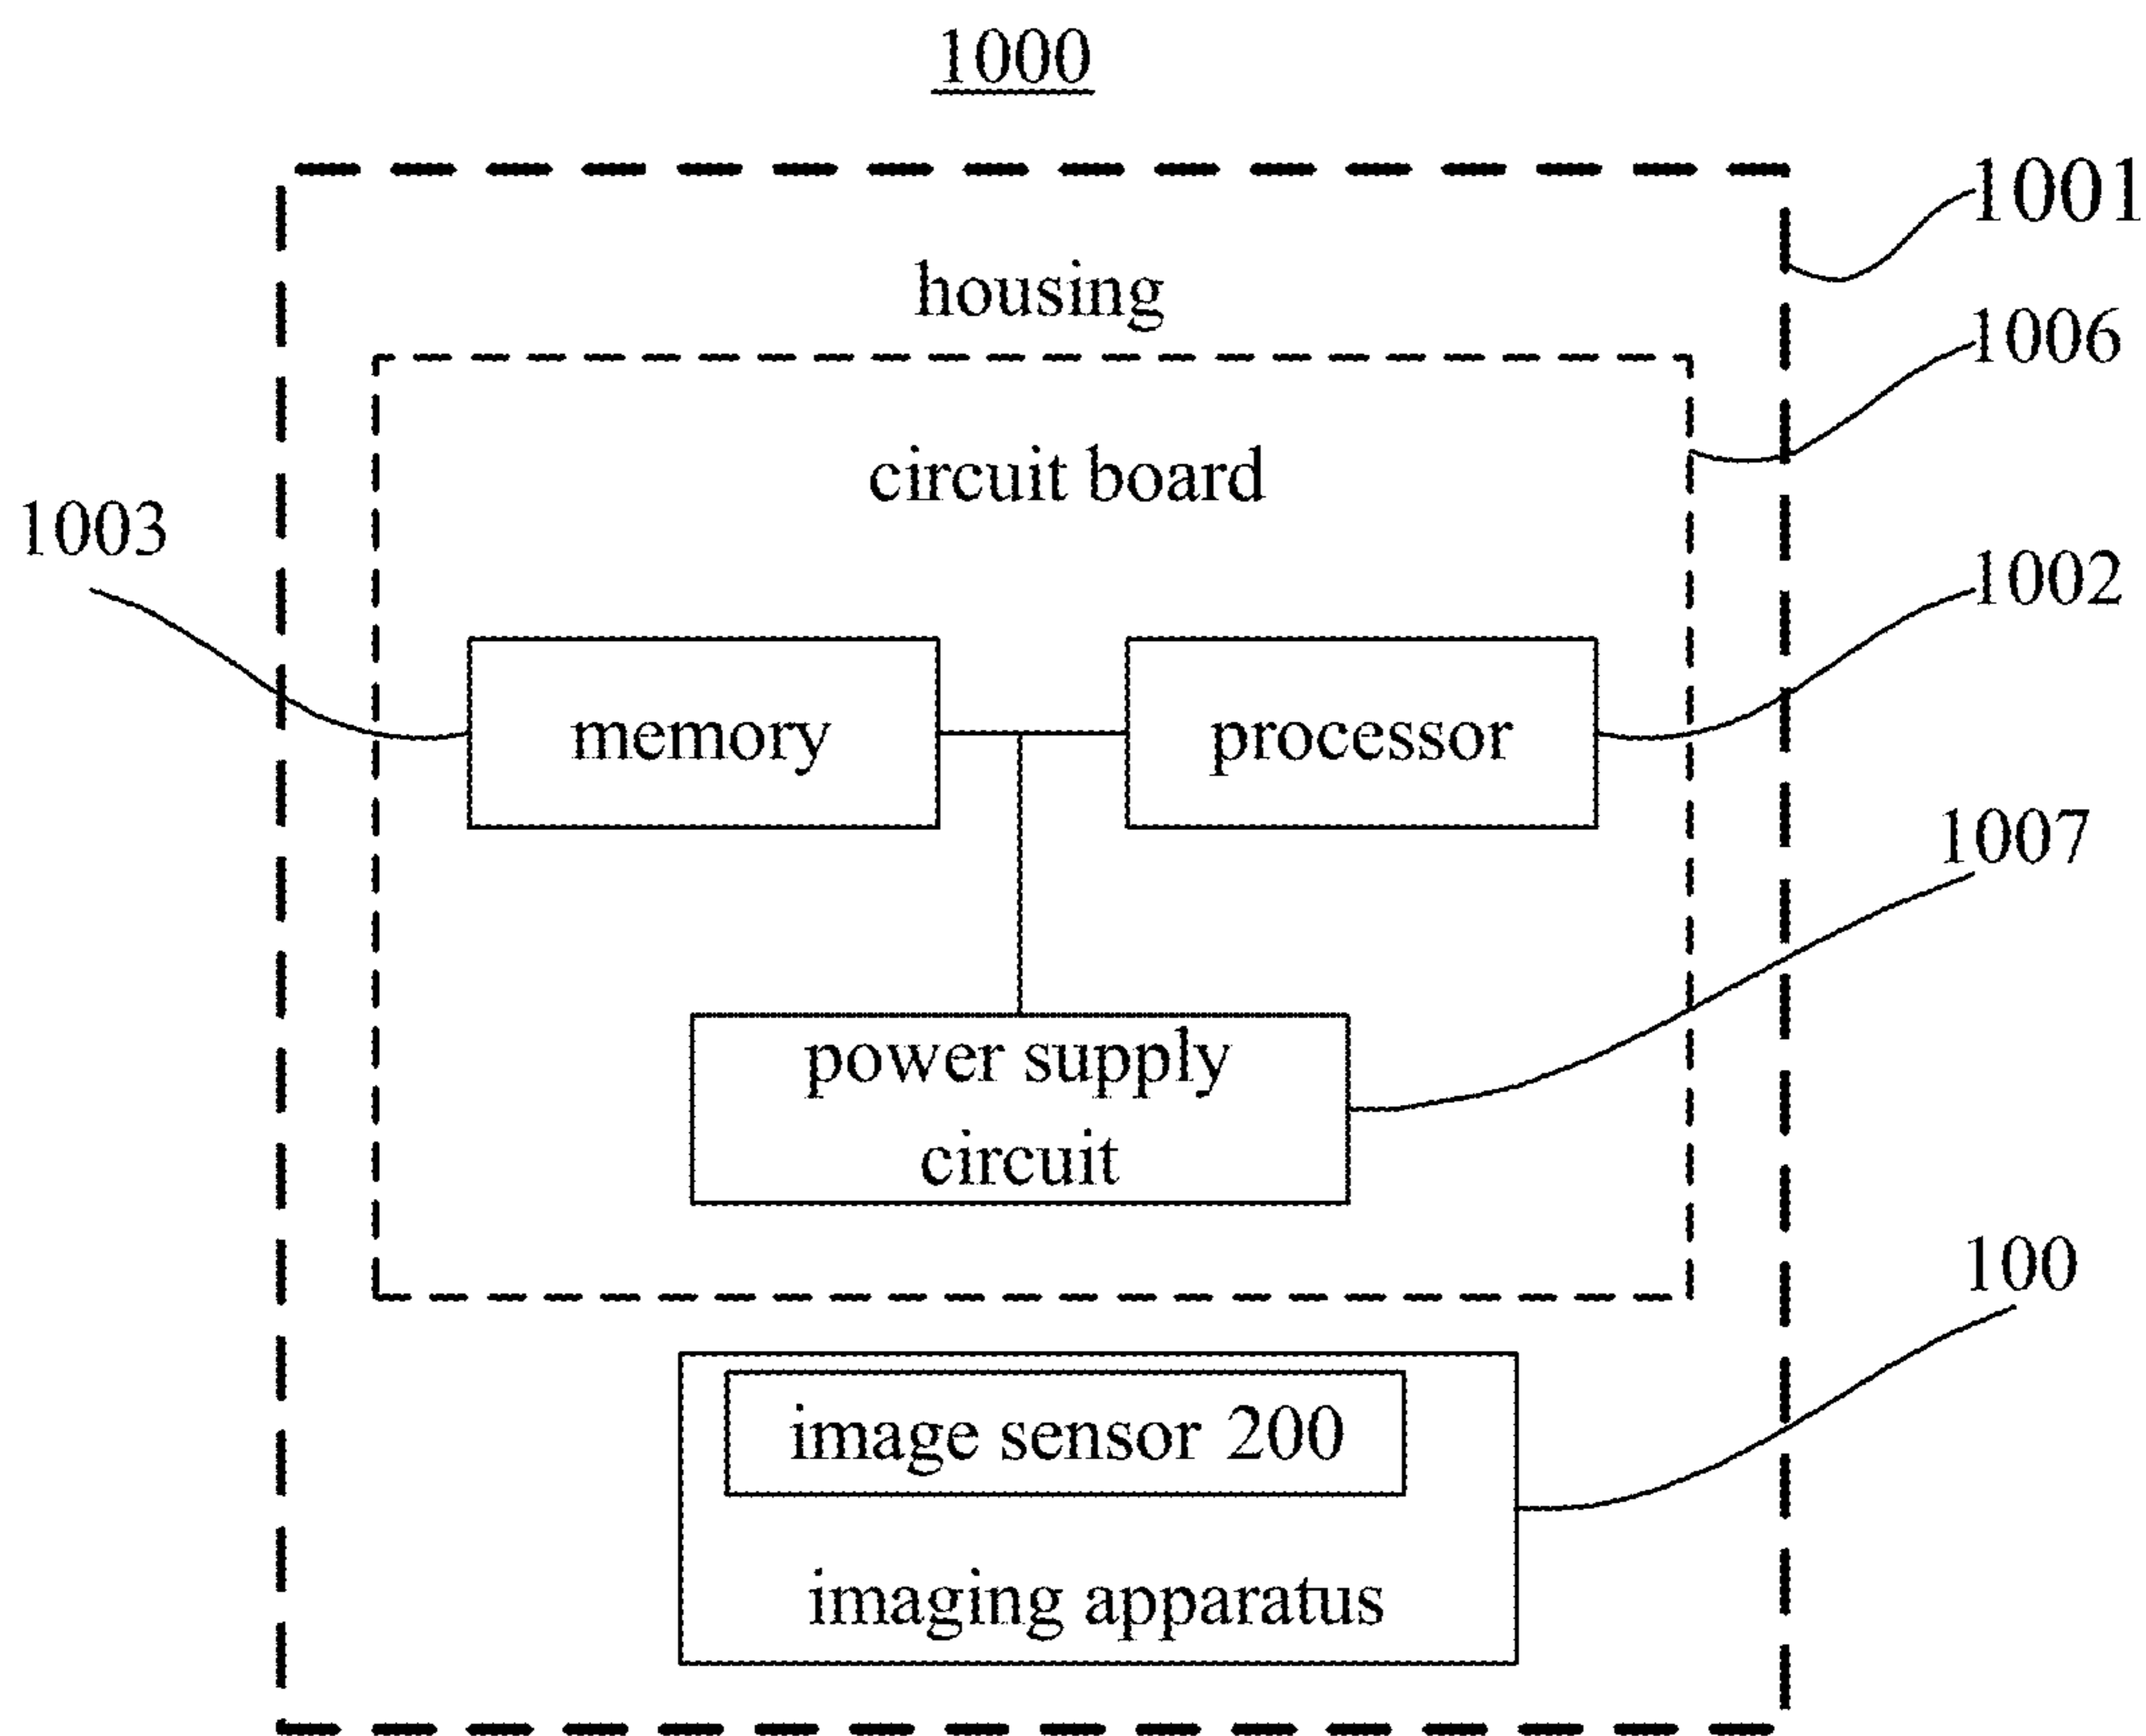 1000
1001
housing
1006
circuit board
1003
1002
memory
processor
1007
power supply
circuit
100
image sensor 200
imaging apparatus